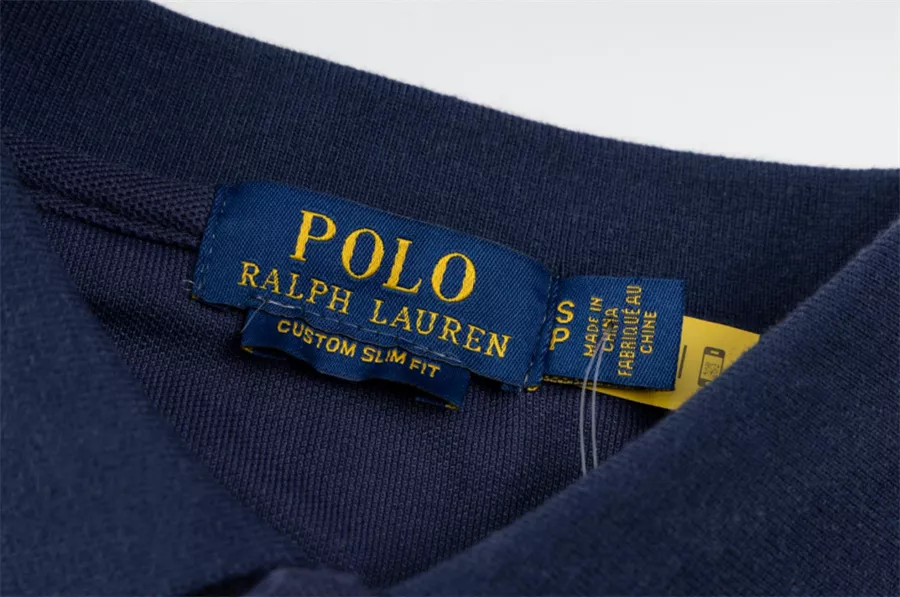 POLO
RALPH LAUREN
CUSTOM SLIM FIT
S
P
MADE IN
CHINA
FABRIQUÉ AU
CHINE